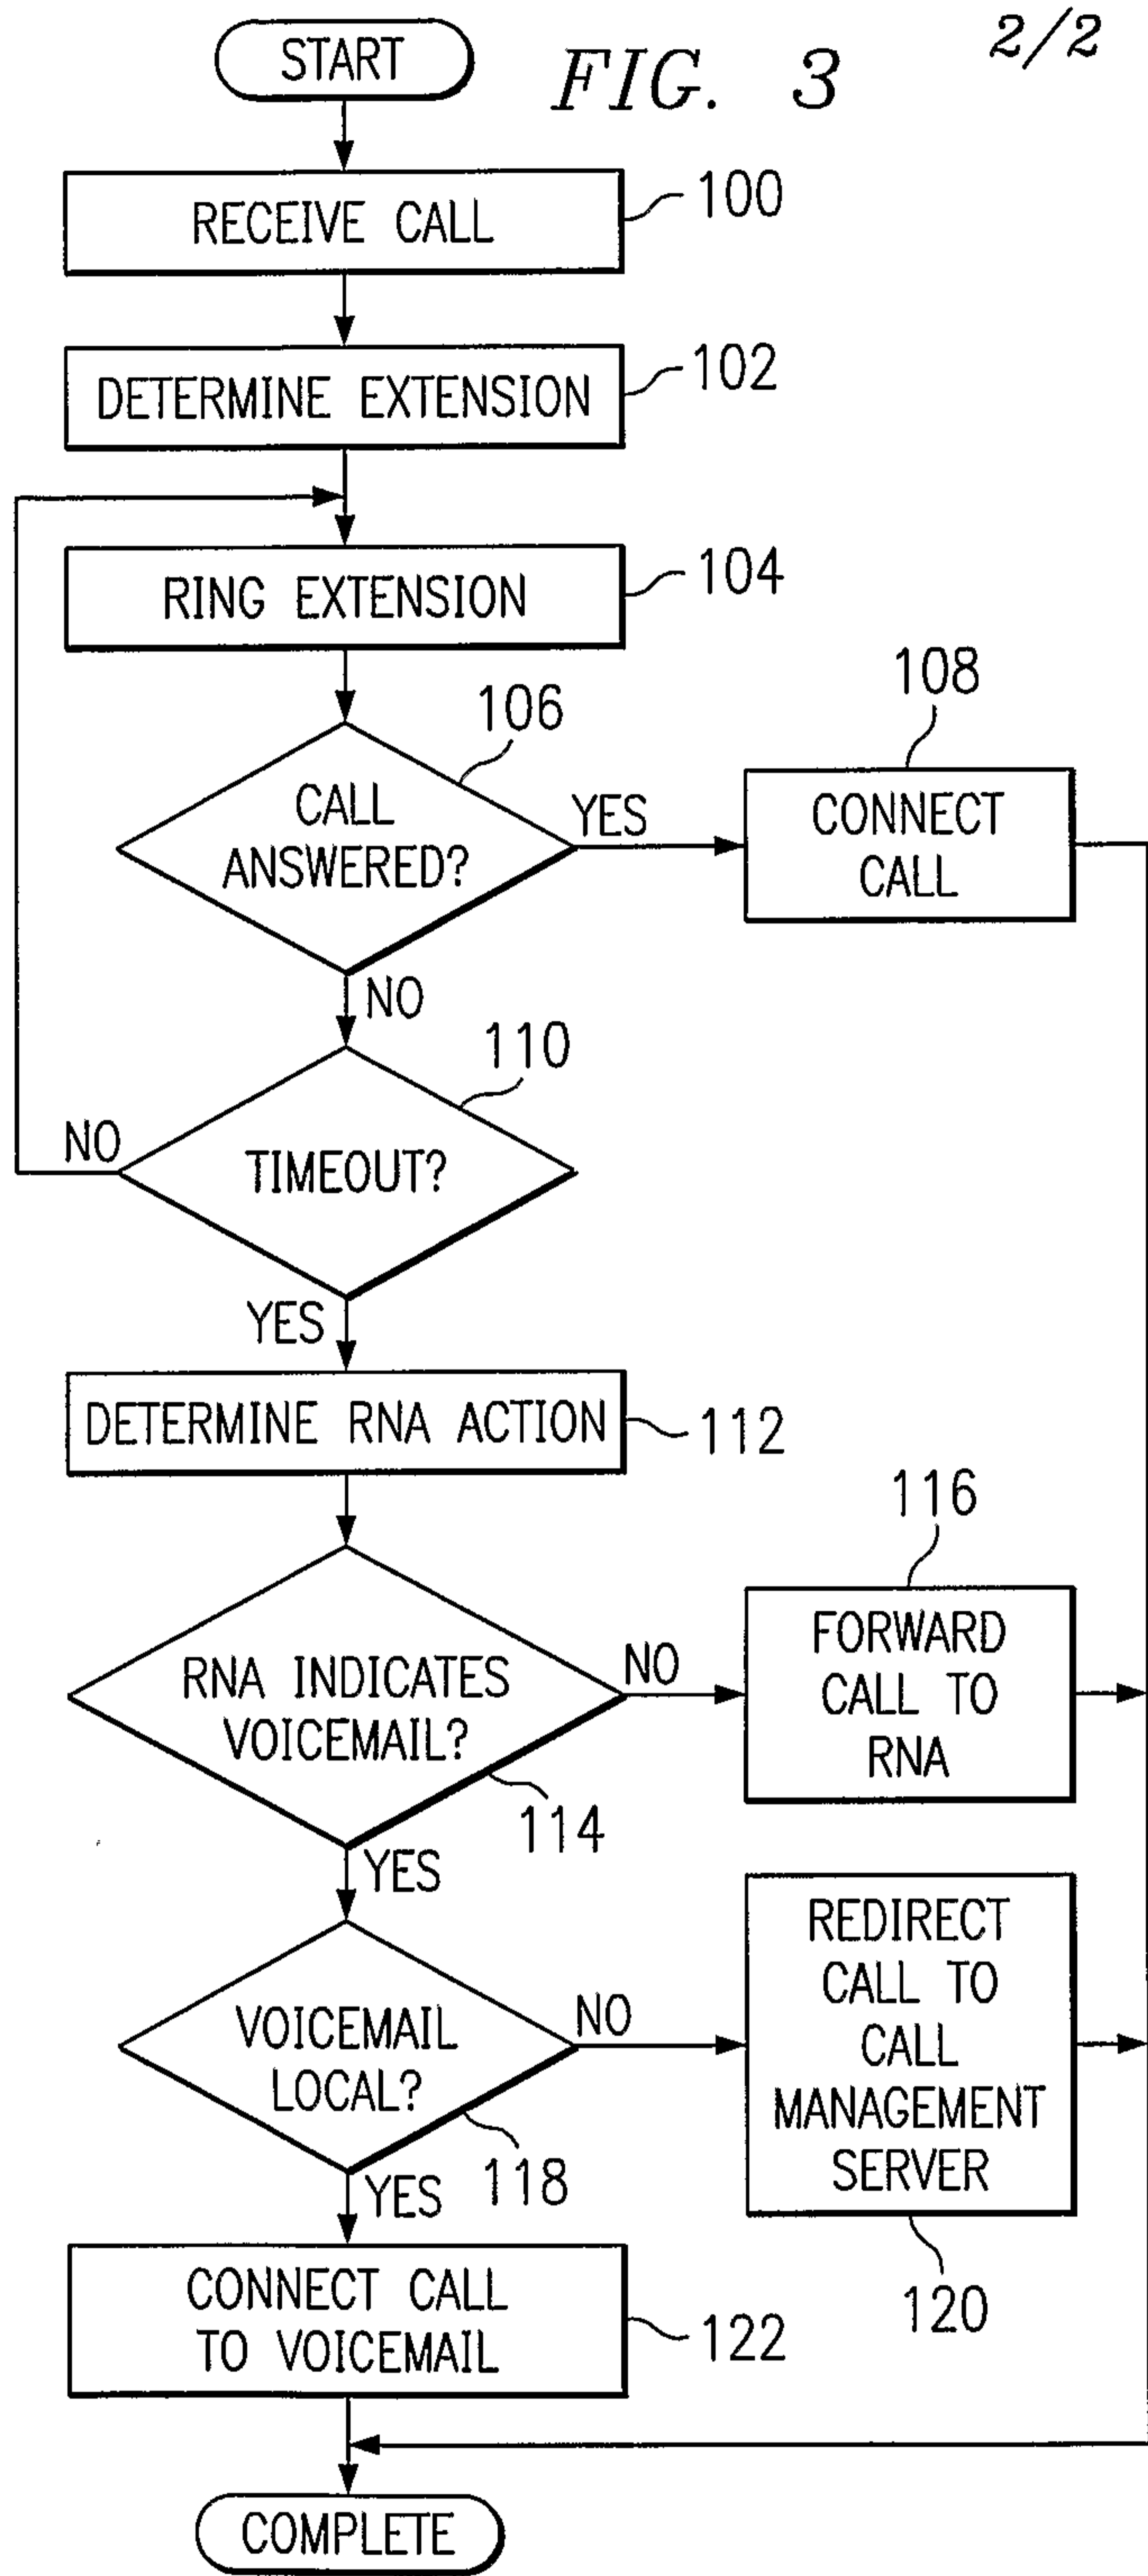 2/2
START
FIG. 3
RECEIVE CALL
100
DETERMINE EXTENSION
102
RING EXTENSION
104
106
CALL
ANSWERED?
YES
108
CONNECT
CALL
NO
110
TIMEOUT?
NO
YES
DETERMINE RNA ACTION
112
RNA INDICATES
VOICEMAIL?
114
NO
116
FORWARD
CALL TO
RNA
YES
VOICEMAIL
LOCAL?
118
NO
REDIRECT
CALL TO
CALL
MANAGEMENT
SERVER
120
YES
CONNECT CALL
TO VOICEMAIL
122
COMPLETE